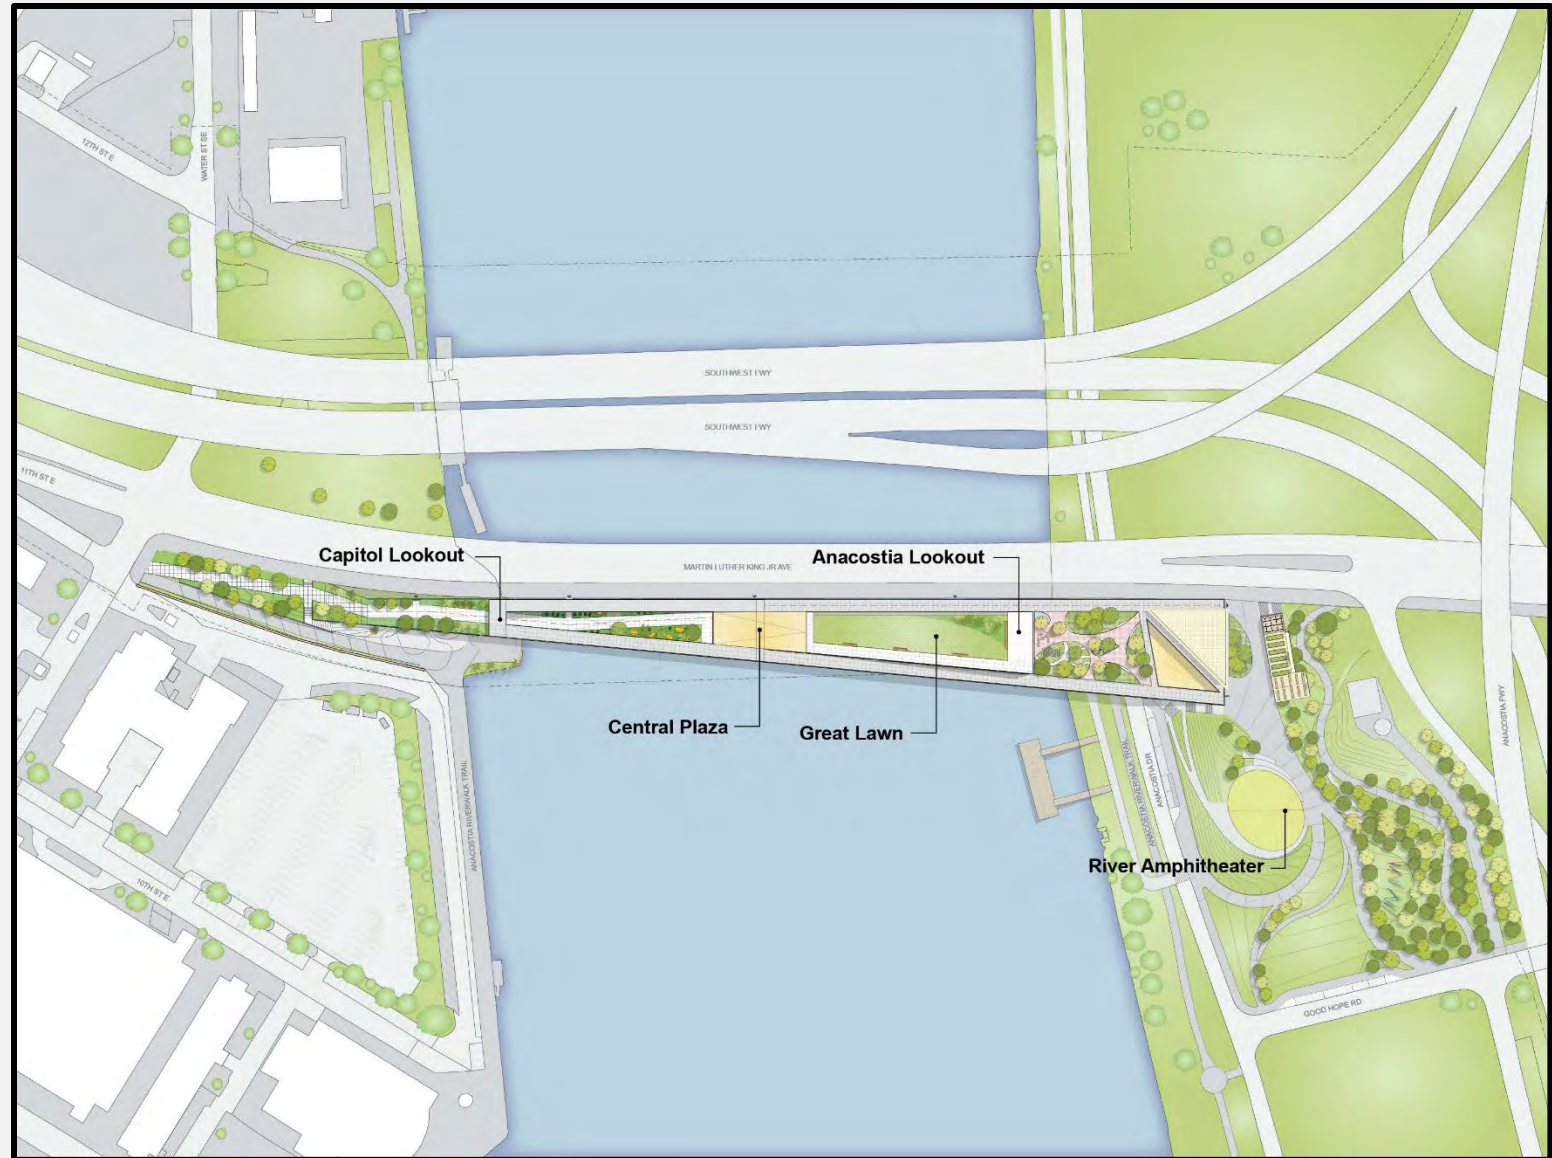 12TH ST E
WATER ST SE
SOUTHWEST FWY
SOUTHWEST FWY
11TH ST E
Capitol Lookout
MARTIN LUTHER KING JR AVE
Anacostia Lookout
Central Plaza
Great Lawn
ANACOSTIA FWY
ANACOSTIA RIVERWALK TRAIL
ANACOSTIA DR
ANACOSTIA RIVERWALK TRAIL
River Amphitheater
10TH ST E
GOOD HOPE RD